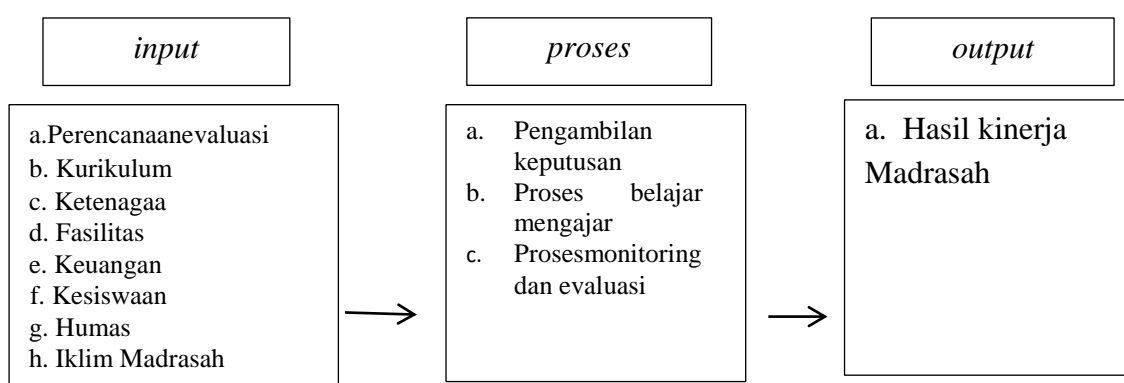 input
a.Perencanaanevaluasi
b. Kurikulum
c. Ketenagaa
d. Fasilitas
e. Keuangan
f. Kesiswaan
g. Humas
h. Iklim Madrasah
proses
a. Pengambilan
keputusan
b. Proses belajar
mengajar
c. Prosesmonitoring
dan evaluasi
output
a. Hasil kinerja
Madrasah